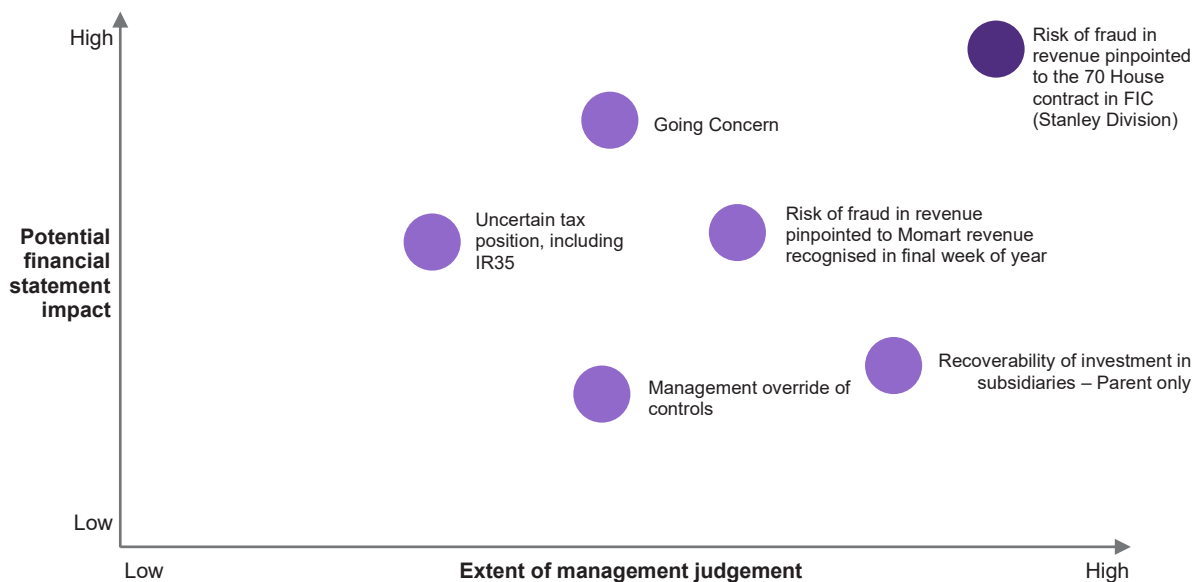 High
Risk of fraud in
revenue pinpointed
to the 70 House
contract in FIC
(Stanley Division)
Going Concern
Uncertain tax
position, including
IR35
Risk of fraud in revenue
pinpointed to Momart revenue
recognised in final week of year
Potential
financial
statement
impact
Recoverability of investment in
subsidiaries – Parent only
Management override of
controls
Low
Low
Extent of management judgement
High